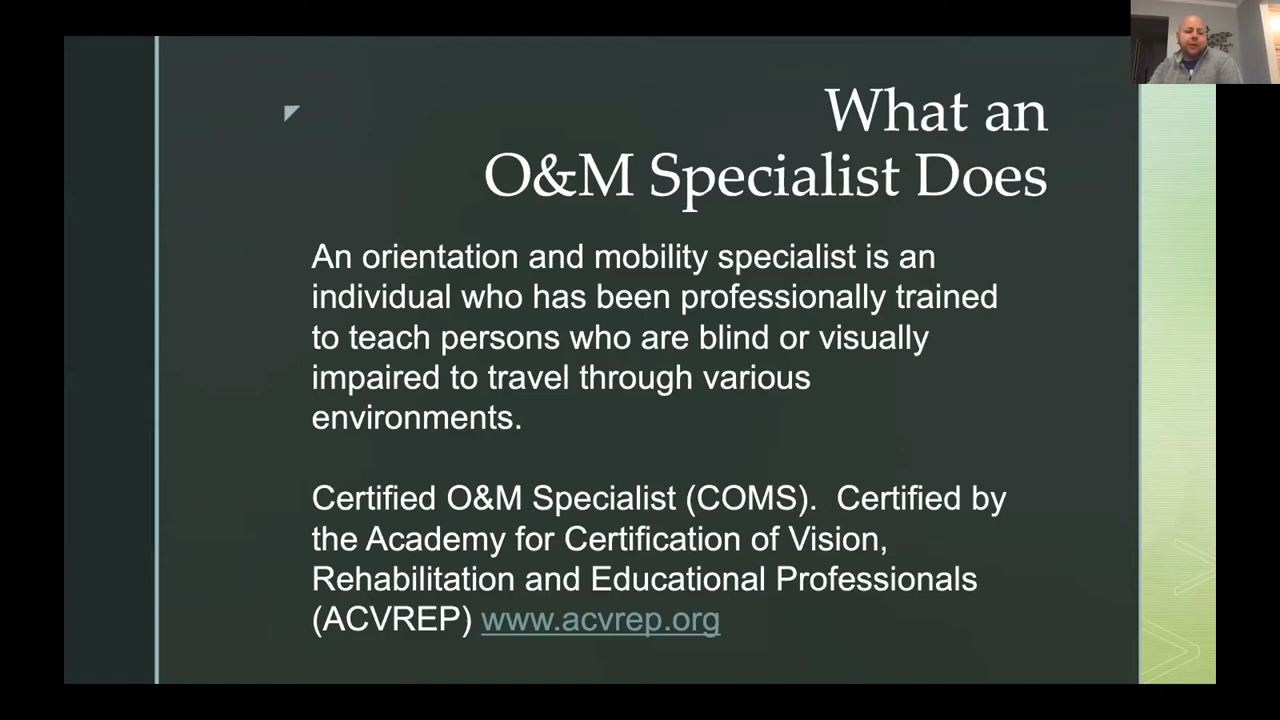 What an
O&M Specialist Does
An orientation and mobility specialist is an
individual who has been professionally trained
to teach persons who are blind or visually
impaired to travel through various
environments.
Certified O&M Specialist (COMS).  Certified by
the Academy for Certification of Vision,
Rehabilitation and Educational Professionals
(ACVREP) www.acvrep.org